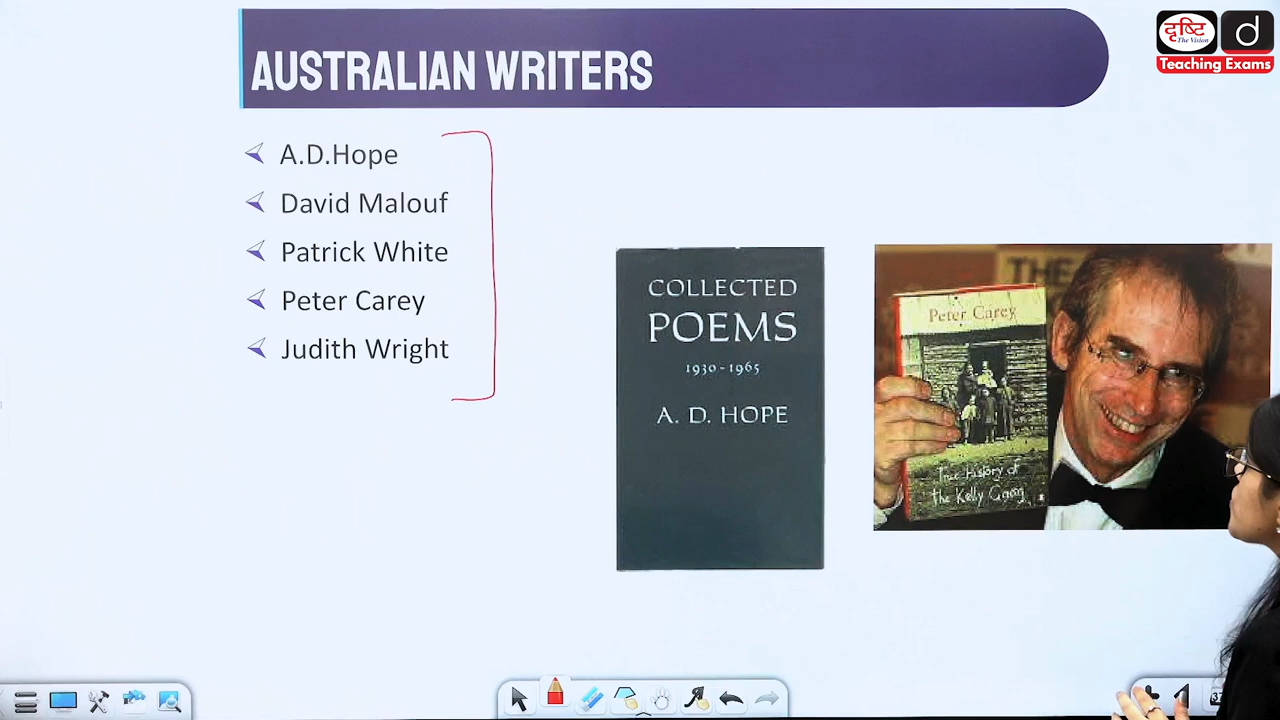 AUSTRALIAN WRITERS
दृष्टि
The Vision
d
Teaching Exams
A.D.Hope
David Malouf
Patrick White
Peter Carey
Judith Wright
COLLECTED
POEMS
1930-1965
A. D. HOPE
THE
Peter Carey
True History of
the Kelly Gang